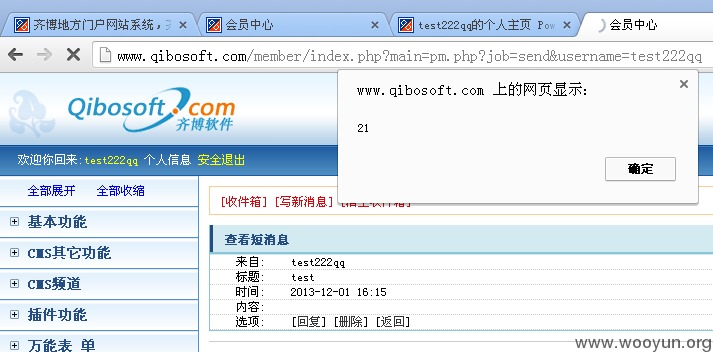 齐博地方门户网站系统，
会员中心
test222qq的个人主页 Pow
会员中心
www.qibosoft.com/member/index.php?main=pm.php?job=send&username=test222qq
www.qibosoft.com 上的网页显示：
21
确定
Qibosoft.com
齐博软件
欢迎你回来:test222qq 个人信息 安全退出
全部展开 全部收缩
[收件箱] [写新消息] [清空收件箱]
基本功能
CMS其它功能
CMS频道
插件功能
万能表 单
查看短消息
来自: test222qq
标题: test
时间: 2013-12-01 16:15
内容:
选项: [回复] [删除] [返回]
www.wooyun.org